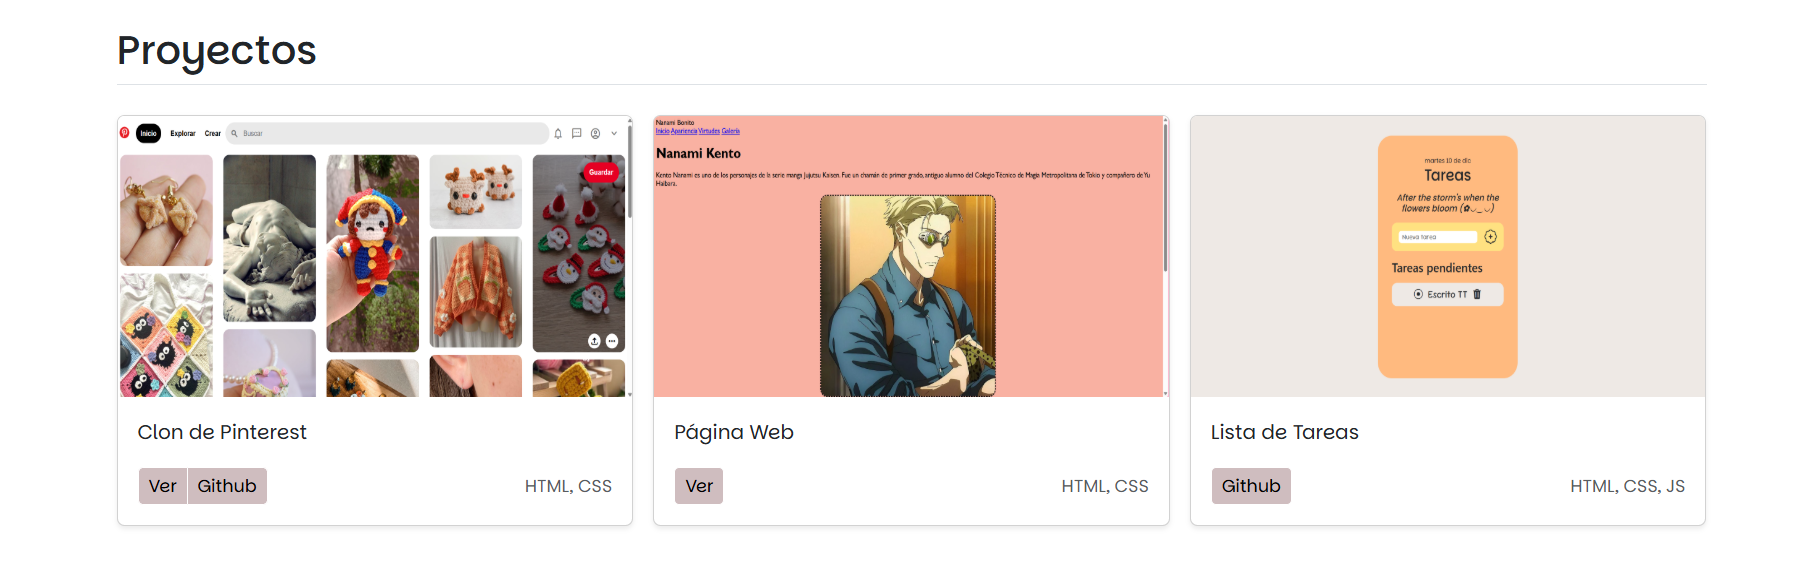 Proyectos
Inicio Explorar Crear Buscar
Guardar
Clon de Pinterest
Ver Github HTML, CSS
Nanami Bonito
Inicio Apariencia Virtudes Galería
Nanami Kento
Kento Nanami es uno de los personajes de la serie manga Jujutsu Kaisen. Fue un chamán de primer grado, antiguo alumno del Colegio Técnico de Magia Metropolitana de Tokio y compañero de Yu
Haibara.
Página Web
Ver HTML, CSS
martes 10 de dic
Tareas
After the storm's when the
flowers bloom (✿◡‿◡)
Nueva tarea
Tareas pendientes
Escrito TT
Lista de Tareas
Github HTML, CSS, JS